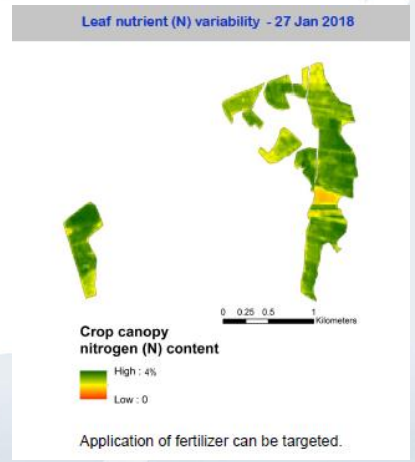 Leaf nutrient (N) variability - 27 Jan 2018
0 0.25 0.5 1
Kilometers
Crop canopy
nitrogen (N) content
High : 4%
Low : 0
Application of fertilizer can be targeted.